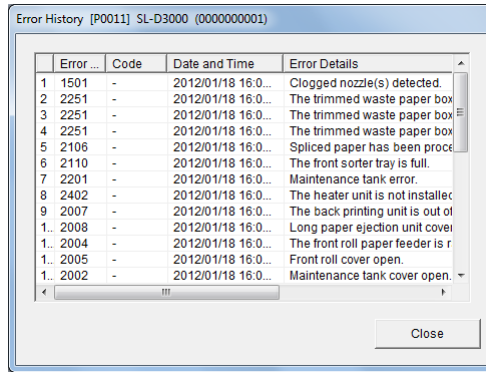 Error History [P0011] SL-D3000 (0000000001)
Error ... Code Date and Time Error Details
1 1501 - 2012/01/18 16:0... Clogged nozzle(s) detected.
2 2251 - 2012/01/18 16:0... The trimmed waste paper box
3 2251 - 2012/01/18 16:0... The trimmed waste paper box
4 2251 - 2012/01/18 16:0... The trimmed waste paper box
5 2106 - 2012/01/18 16:0... Spliced paper has been proce
6 2110 - 2012/01/18 16:0... The front sorter tray is full.
7 2201 - 2012/01/18 16:0... Maintenance tank error.
8 2402 - 2012/01/18 16:0... The heater unit is not installed
9 2007 - 2012/01/18 16:0... The back printing unit is out of
1.. 2008 - 2012/01/18 16:0... Long paper ejection unit cover
1.. 2004 - 2012/01/18 16:0... The front roll paper feeder is r
1.. 2005 - 2012/01/18 16:0... Front roll cover open.
1.. 2002 - 2012/01/18 16:0... Maintenance tank cover open.
Close